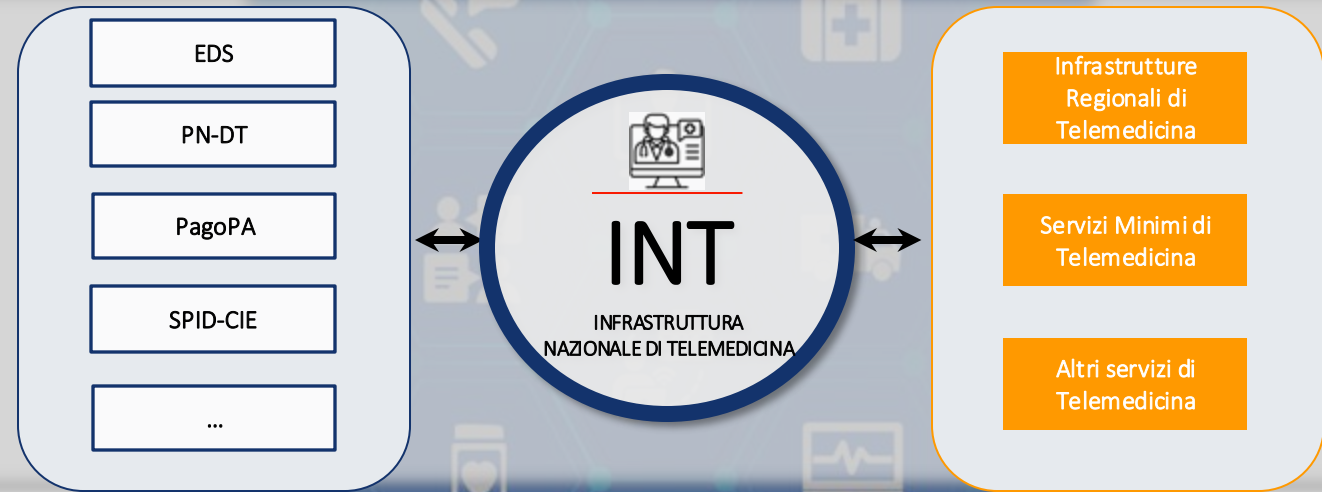 EDS
PN-DT
PagoPA
SPID-CIE
...
INT
INFRASTRUTTURA
NAZIONALE DI TELEMEDICINA
Infrastrutture
Regionali di
Telemedicina
Servizi Minimi di
Telemedicina
Altri servizi di
Telemedicina